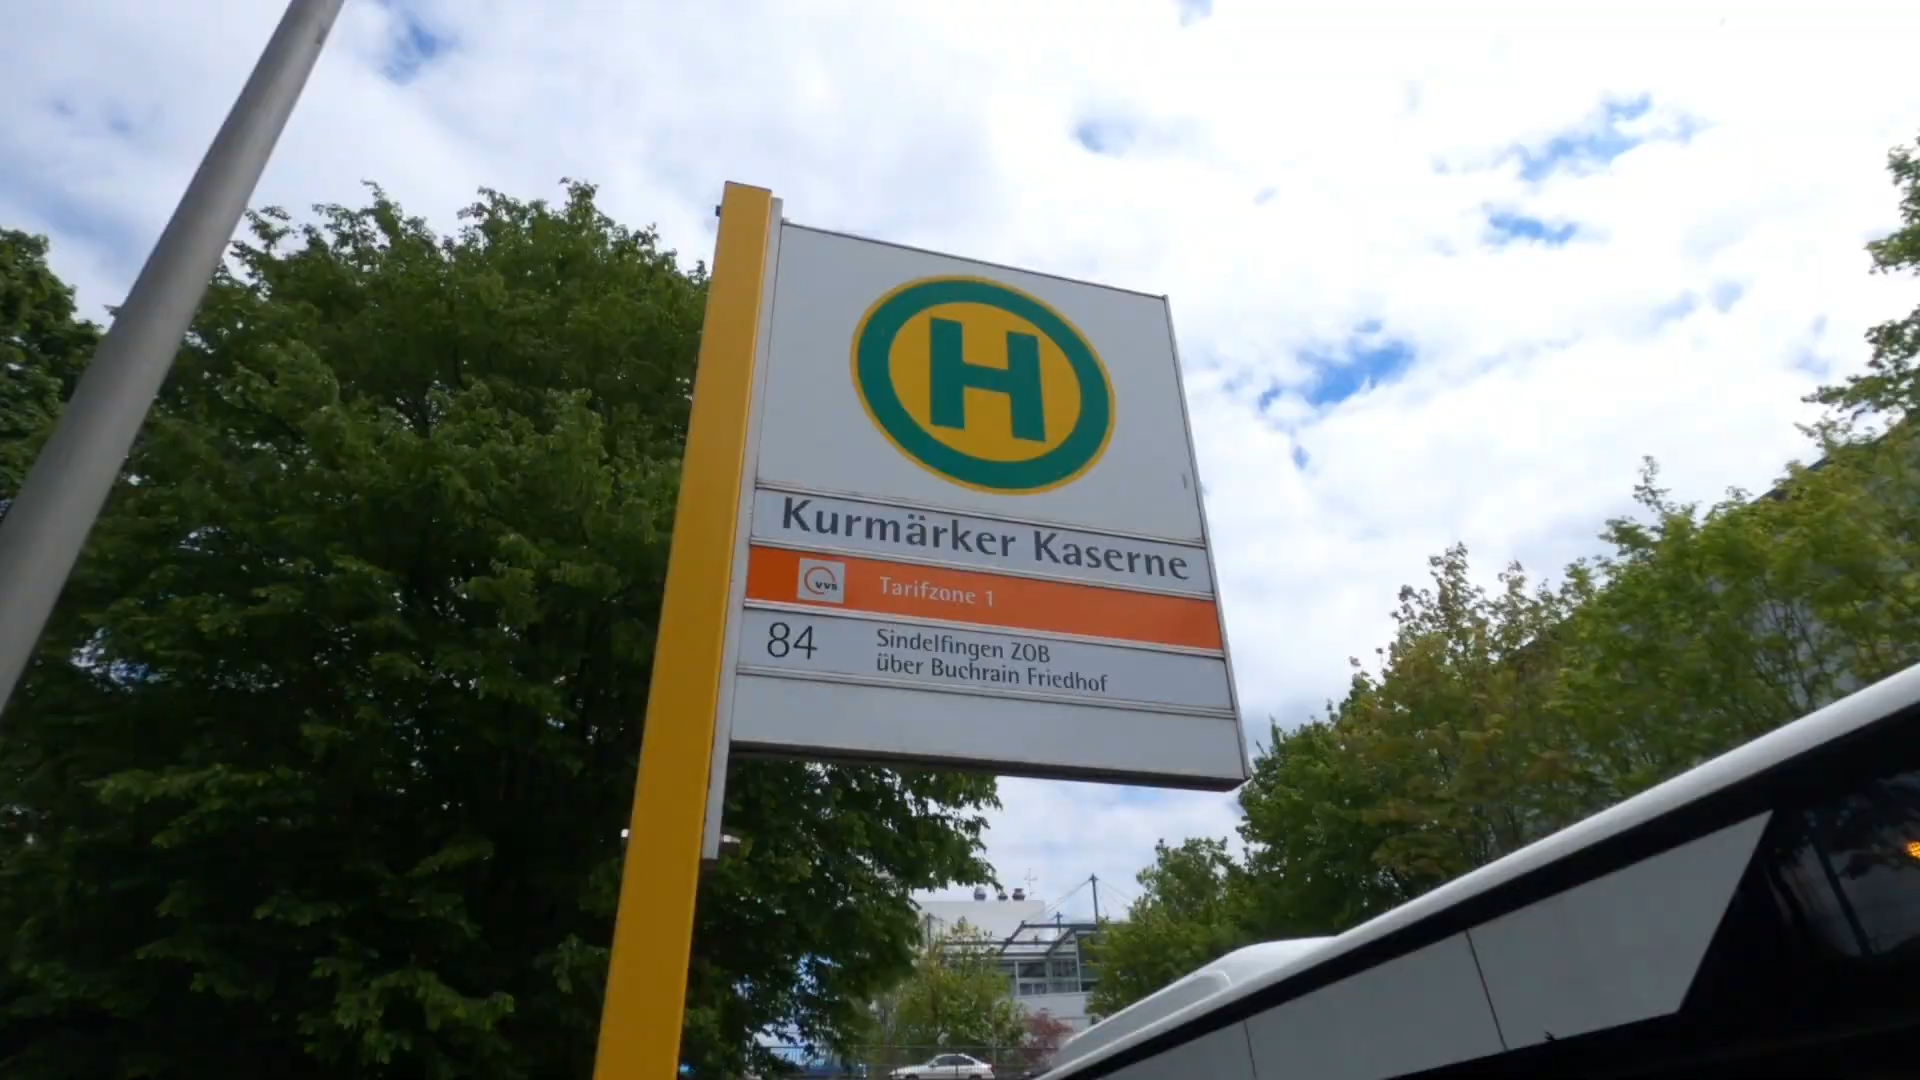 H
Kurmärker Kaserne
VVS Tarifzone 1
84 Sindelfingen ZOB
über Buchrain Friedhof